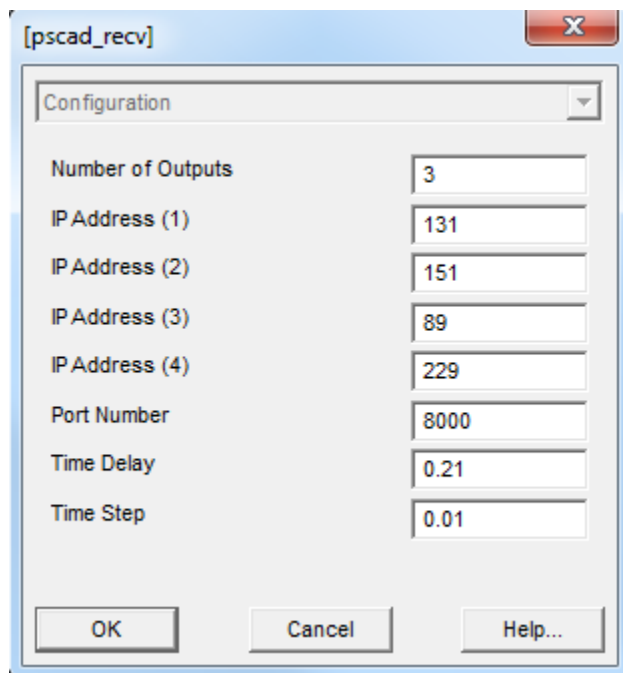 [pscad_recv]
Configuration
Number of Outputs 3
IP Address (1) 131
IP Address (2) 151
IP Address (3) 89
IP Address (4) 229
Port Number 8000
Time Delay 0.21
Time Step 0.01
OK Cancel Help...